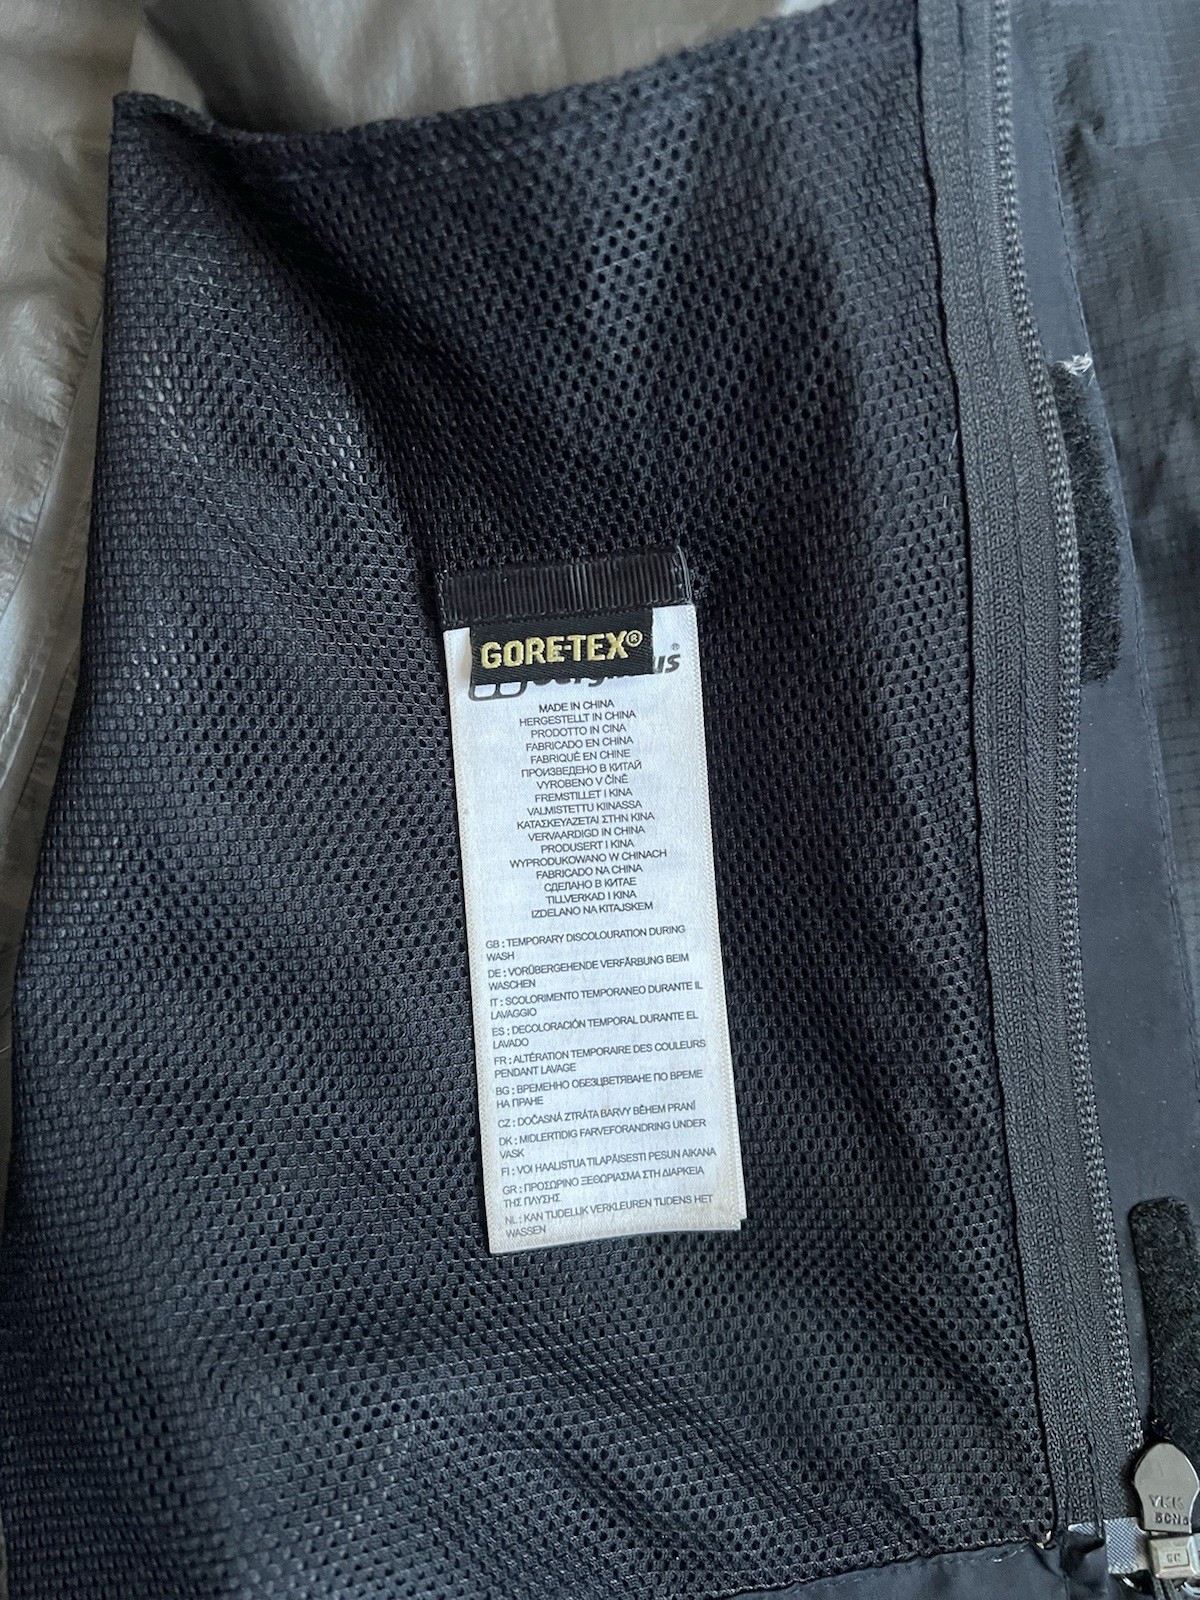 GORE-TEX®
®
MADE IN CHINA
HERGESTELLT IN CHINA
PRODOTTO IN CINA
FABRICADO EN CHINA
FABRIQUÉ EN CHINE
ПРОИЗВЕДЕНО В КИТАЙ
VYROBENO V ČÍNĚ
FREMSTILLET I KINA
VALMISTETTU KIINASSA
ΚΑΤΑΣΚΕΥΑΖΕΤΑΙ ΣΤΗΝ ΚΙΝΑ
VERVAARDIGD IN CHINA
PRODUSERT I KINA
WYPRODUKOWANO W CHINACH
FABRICADO NA CHINA
СДЕЛАНО В КИТАЕ
TILLVERKAD I KINA
IZDELANO NA KITAJSKEM
GB : TEMPORARY DISCOLOURATION DURING
WASH
DE : VORÜBERGEHENDE VERFÄRBUNG BEIM
WASCHEN
IT : SCOLORIMENTO TEMPORANEO DURANTE IL
LAVAGGIO
ES : DECOLORACIÓN TEMPORAL DURANTE EL
LAVADO
FR : ALTÉRATION TEMPORAIRE DES COULEURS
PENDANT LAVAGE
BG : ВРЕМЕННО ОБЕЗЦВЕТЯВАНЕ ПО ВРЕМЕ
НА ПРАНЕ
CZ : DOČASNÁ ZTRÁTA BARVY BĚHEM PRANÍ
DK : MIDLERTIDIG FARVEFORANDRING UNDER
VASK
FI : VOI HAALISTUA TILAPÄISESTI PESUN AIKANA
GR : ΠΡΟΣΩΡΙΝΟ ΞΕΘΩΡΙΑΣΜΑ ΣΤΗ ΔΙΑΡΚΕΙΑ
ΤΗΣ ΠΛΥΣΗΣ
NL : KAN TIJDELIJK VERKLEUREN TIJDENS HET
WASSEN
YKK